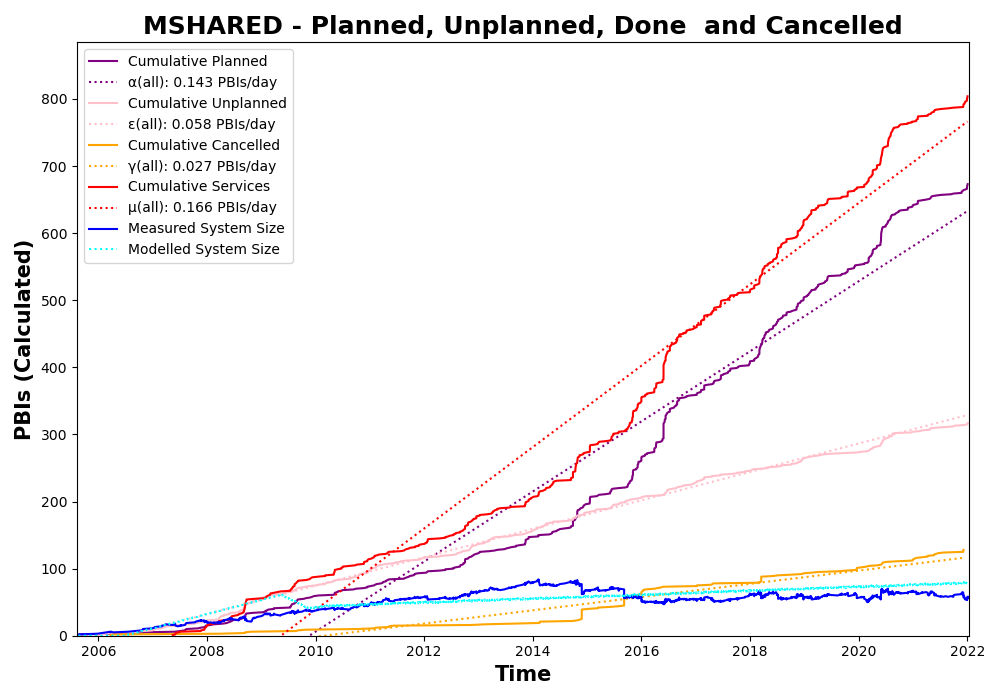 MSHARED - Planned, Unplanned, Done  and Cancelled
Cumulative Planned
α(all): 0.143 PBIs/day
Cumulative Unplanned
ε(all): 0.058 PBIs/day
Cumulative Cancelled
γ(all): 0.027 PBIs/day
Cumulative Services
μ(all): 0.166 PBIs/day
Measured System Size
Modelled System Size
PBIs (Calculated)
800
700
600
500
400
300
200
100
0
2006 2008 2010 2012 2014 2016 2018 2020 2022
Time